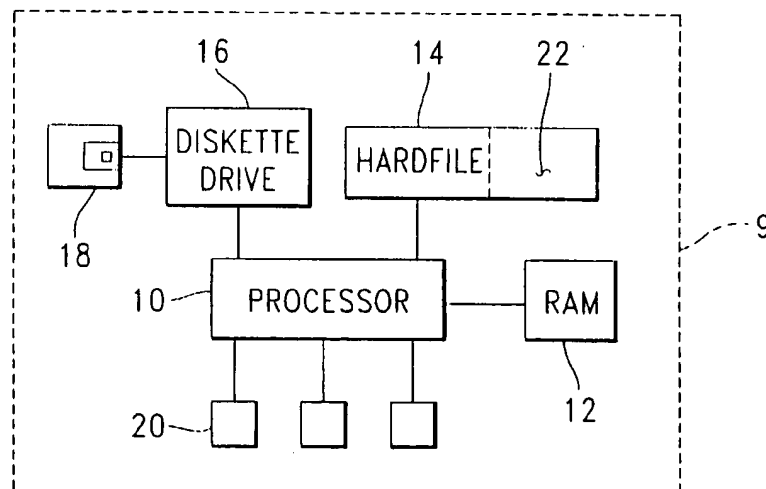 16
14
22
DISKETTE
DRIVE
HARDFILE
18
9
10
PROCESSOR
RAM
20
12